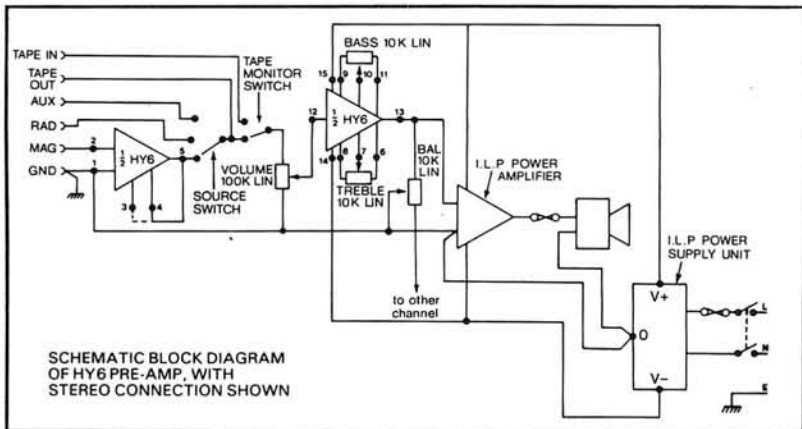 TAPE IN
TAPE
OUT
AUX
RAD
MAG
GND
2
1
1/2 HY6
3
4
5
TAPE
MONITOR
SWITCH
SOURCE
SWITCH
VOLUME
100K LIN
BASS 10K LIN
15
9
10
11
12
1/2 HY6
13
14
8
7
6
TREBLE
10K LIN
BAL
10K
LIN
to other
channel
I.L.P POWER
AMPLIFIER
I.L.P POWER
SUPPLY UNIT
V+
0
V-
L
N
E
SCHEMATIC BLOCK DIAGRAM
OF HY6 PRE-AMP, WITH
STEREO CONNECTION SHOWN